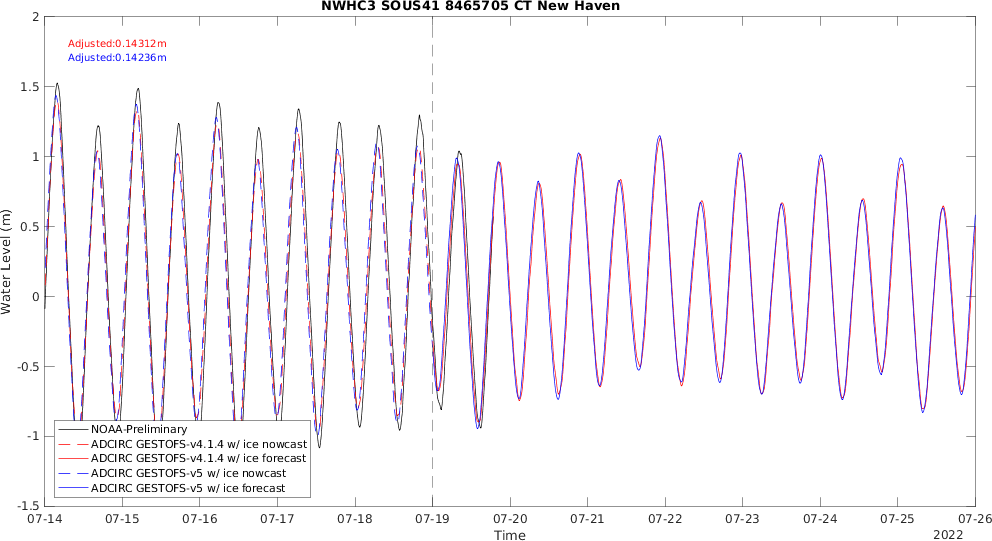 NWHC3 SOUS41 8465705 CT New Haven
2
Adjusted:0.14312m
Adjusted:0.14236m
1.5
1
0.5
0
-0.5
-1
-1.5
Water Level (m)
NOAA-Preliminary
ADCIRC GESTOFS-v4.1.4 w/ ice nowcast
ADCIRC GESTOFS-v4.1.4 w/ ice forecast
ADCIRC GESTOFS-v5 w/ ice nowcast
ADCIRC GESTOFS-v5 w/ ice forecast
07-14 07-15 07-16 07-17 07-18 07-19 07-20 07-21 07-22 07-23 07-24 07-25 07-26
Time
2022